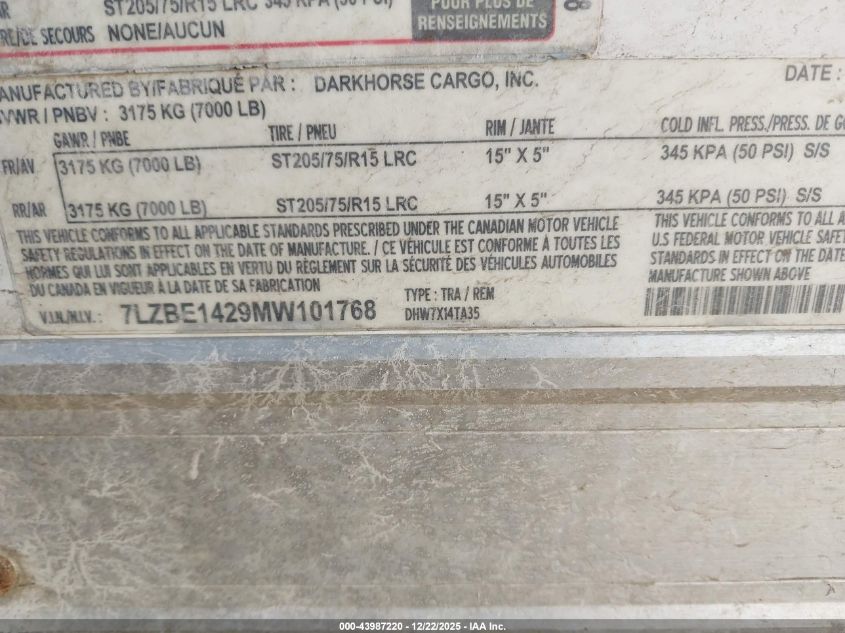 ST205/75/R15 LRC 345 KPA (50 PSI)
POUR PLUS DE
RENSEIGNEMENTS
DE SECOURS NONE/AUCUN
8
MANUFACTURED BY/FABRIQUÉ PAR : DARKHORSE CARGO, INC.
DATE :
GVWR / PNBV : 3175 KG (7000 LB)
GAWR / PNBE TIRE / PNEU RIM / JANTE COLD INFL. PRESS./PRESS. DE
FR/AV 3175 KG (7000 LB) ST205/75/R15 LRC 15" X 5" 345 KPA (50 PSI) S/S
RR/AR 3175 KG (7000 LB) ST205/75/R15 LRC 15" X 5" 345 KPA (50 PSI) S/S
THIS VEHICLE CONFORMS TO ALL APPLICABLE STANDARDS PRESCRIBED UNDER THE CANADIAN MOTOR VEHICLE
SAFETY REGULATIONS IN EFFECT ON THE DATE OF MANUFACTURE. / CE VÉHICULE EST CONFORME À TOUTES LES
NORMES QUI LUI SONT APPLICABLES EN VERTU DU RÈGLEMENT SUR LA SÉCURITÉ DES VÉHICULES AUTOMOBILES
DU CANADA EN VIGUEUR À LA DATE DE SA FABRICATION
THIS VEHICLE CONFORMS TO ALL
U.S FEDERAL MOTOR VEHICLE SAFETY
STANDARDS IN EFFECT ON THE DATE
MANUFACTURE SHOWN ABOVE
V.I.N./N.I.V. : 7LZBE1429MW101768
TYPE : TRA / REM
DHW7X14TA35
000-43987220 - 12/22/2025 - IAA Inc.